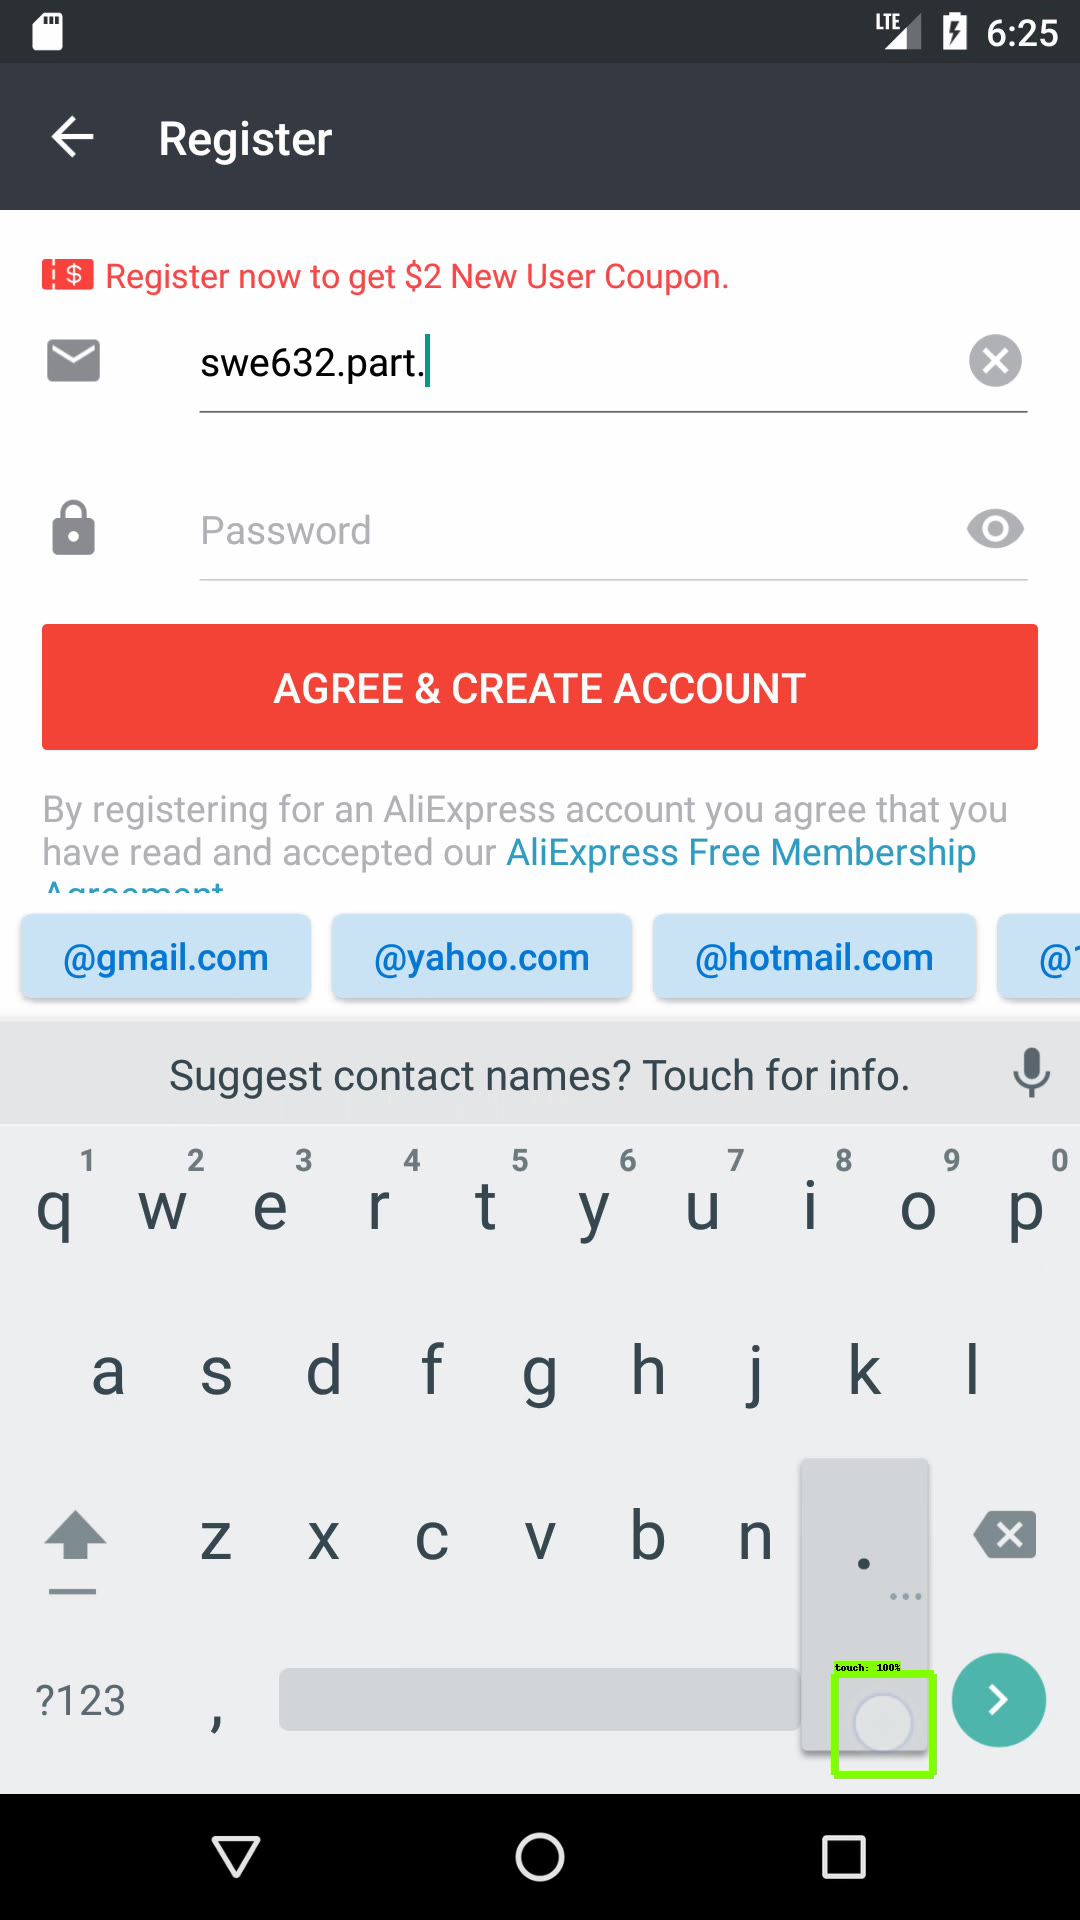 LTE 6:25
Register
$ Register now to get $2 New User Coupon.
swe632.part.
Password
AGREE & CREATE ACCOUNT
By registering for an AliExpress account you agree that you
have read and accepted our AliExpress Free Membership
Agreement
@gmail.com @yahoo.com @hotmail.com @1
Suggest contact names? Touch for info.
1 2 3 4 5 6 7 8 9 0
q w e r t y u i o p
a s d f g h j k l
z x c v b n .
...
touch: 100%
?123 ,